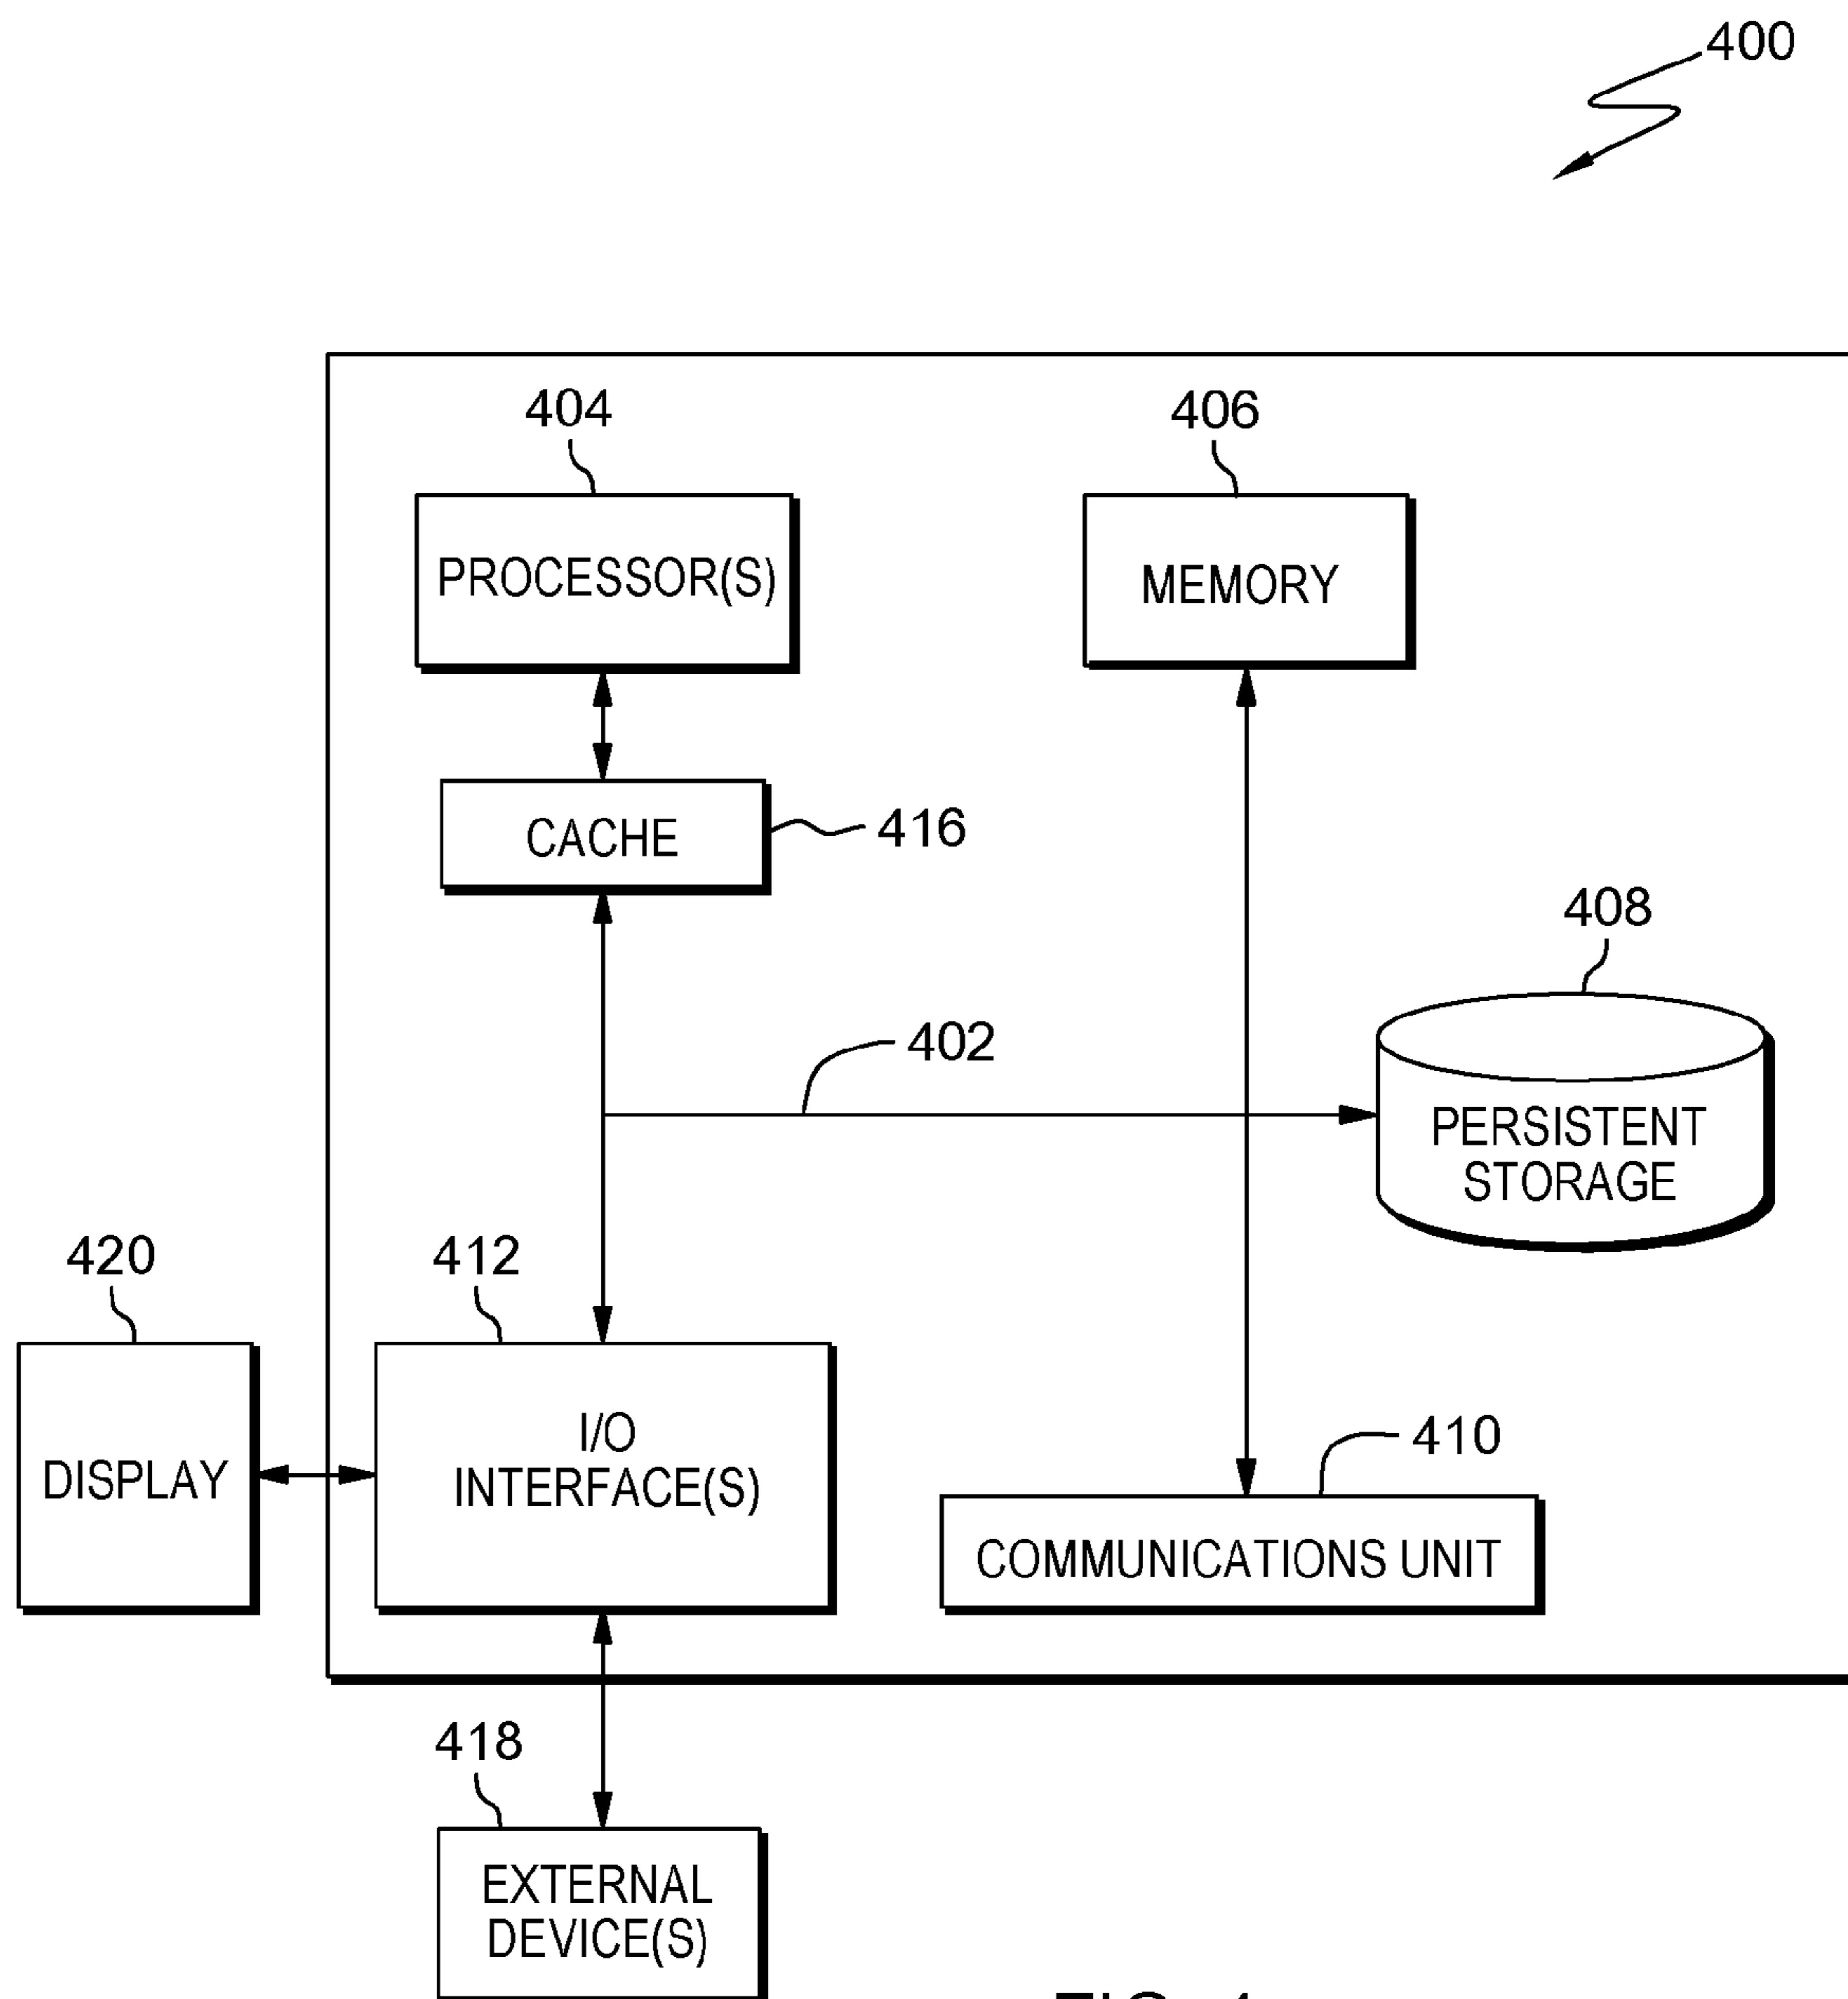 400
404
406
PROCESSOR(S)
MEMORY
CACHE
416
408
402
PERSISTENT
STORAGE
420
412
DISPLAY
I/O
INTERFACE(S)
410
COMMUNICATIONS UNIT
418
EXTERNAL
DEVICE(S)